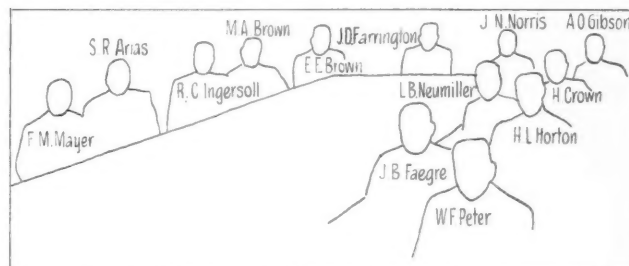 J. N. Norris
A O Gibson
M. A. Brown
J.D.Farrington
S. R Arias
E E Brown
R. C Ingersoll
L.B. Neumiller
H Crown
F M. Mayer
H. L Horton
J. B Faegre
W F Peter